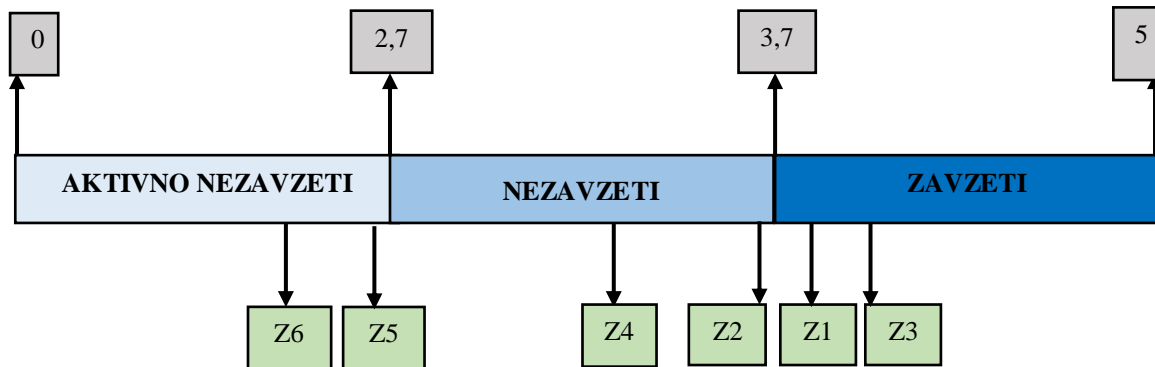 0
2,7
3,7
5
AKTIVNO NEZAVZETI
NEZAVZETI
ZAVZETI
Z6
Z5
Z4
Z2
Z1
Z3